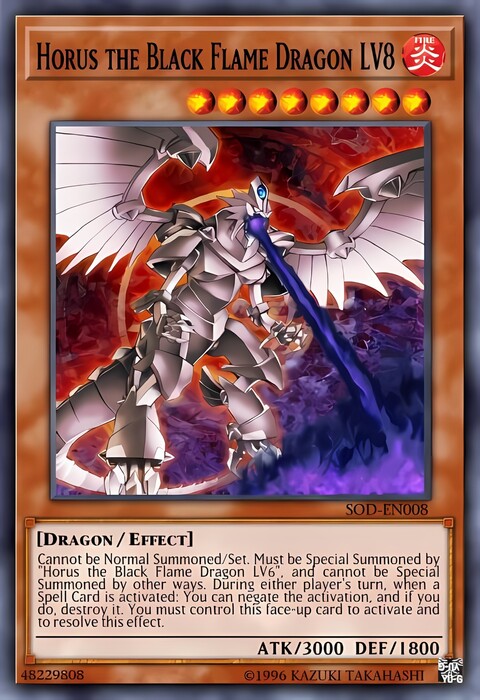 HORUS THE BLACK FLAME DRAGON LV8
FIRE
炎
SOD-EN008
[DRAGON / EFFECT]
Cannot be Normal Summoned/Set. Must be Special Summoned by
"Horus the Black Flame Dragon LV6", and cannot be Special
Summoned by other ways. During either player's turn, when a
Spell Card is activated: You can negate the activation, and if you
do, destroy it. You must control this face-up card to activate and
to resolve this effect.
ATK/3000 DEF/1800
48229808
©1996 KAZUKI TAKAHASHI